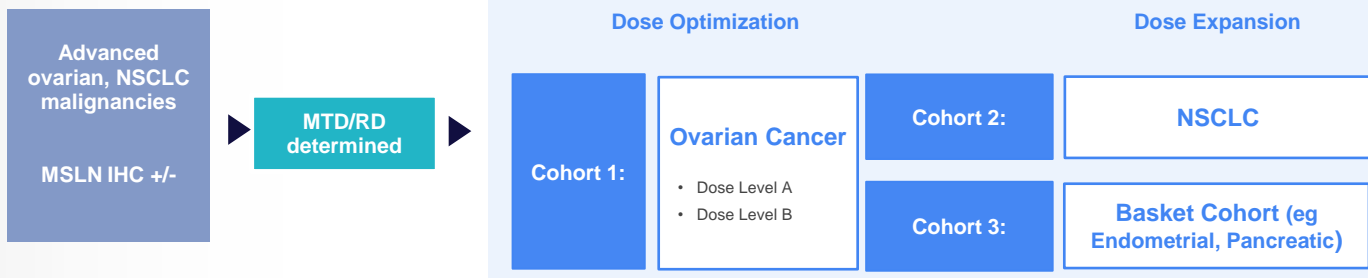 Dose Optimization
Dose Expansion
Advanced
ovarian, NSCLC
malignancies
MSLN IHC +/-
MTD/RD
determined
Cohort 1:
Ovarian Cancer
• Dose Level A
• Dose Level B
Cohort 2:
NSCLC
Cohort 3:
Basket Cohort (eg
Endometrial, Pancreatic)